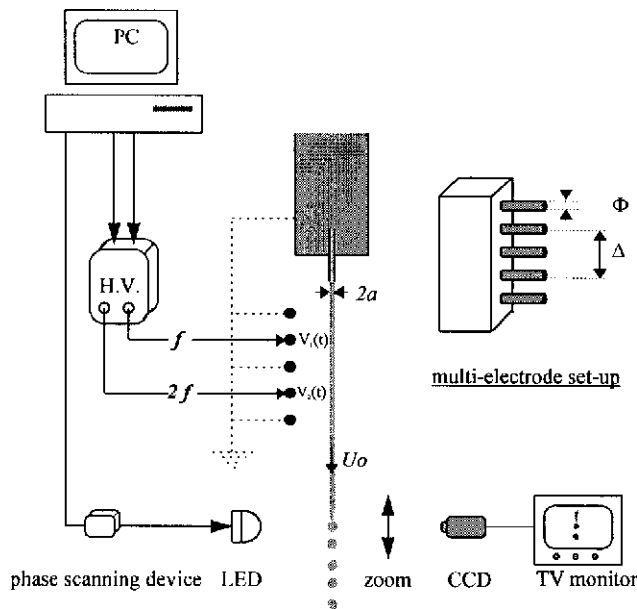 PC
H.V.
f
2f
V₁(t)
V₂(t)
2a
Φ
Δ
multi-electrode set-up
Uo
phase scanning device
LED
zoom
CCD
TV monitor